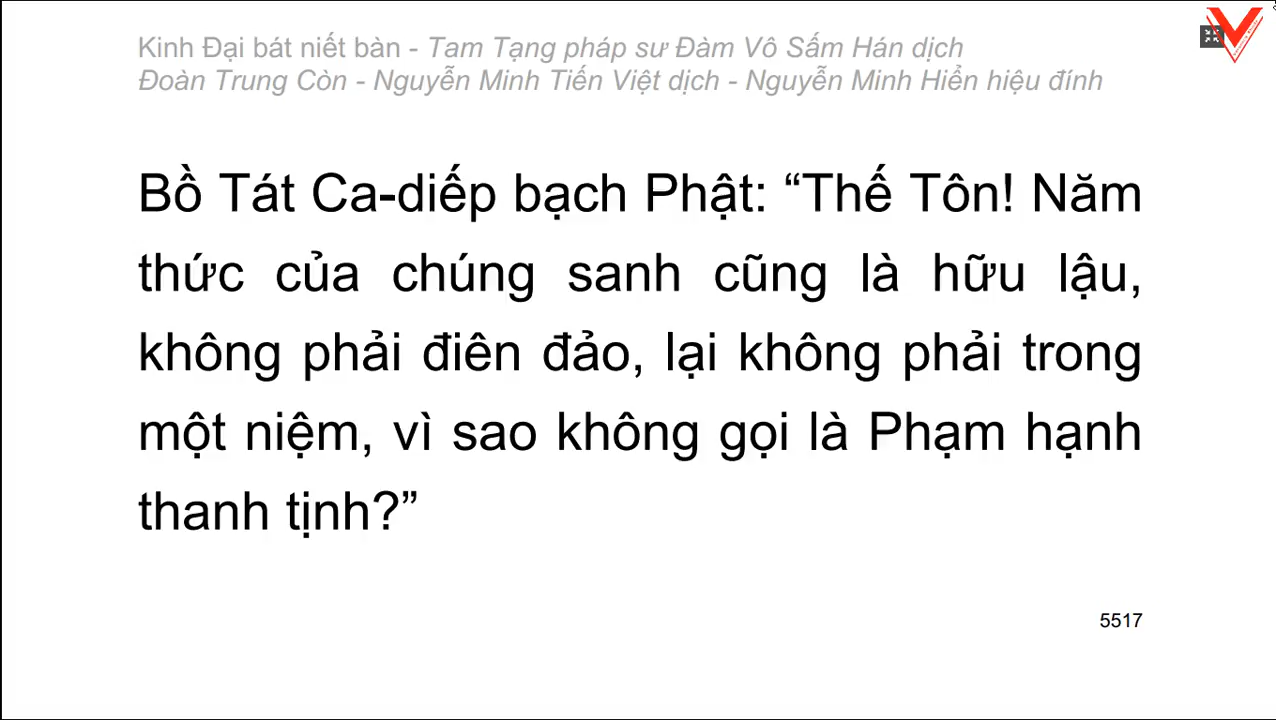 Kinh Đại bát niết bàn - Tam Tạng pháp sư Đàm Vô Sấm Hán dịch
Đoàn Trung Còn - Nguyễn Minh Tiến Việt dịch - Nguyễn Minh Hiển hiệu đính
Bồ Tát Ca-diếp bạch Phật: “Thế Tôn! Năm
thức của chúng sanh cũng là hữu lậu,
không phải điên đảo, lại không phải trong
một niệm, vì sao không gọi là Phạm hạnh
thanh tịnh?”
5517